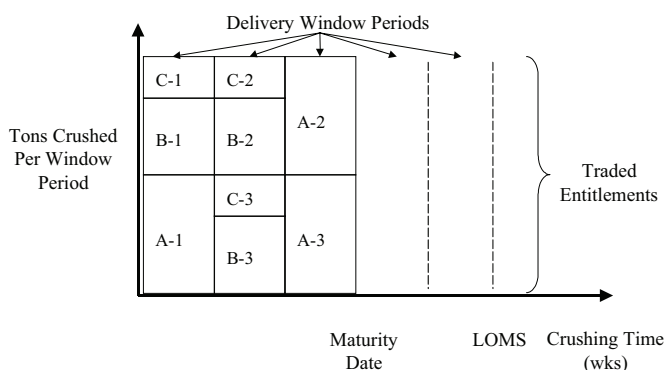 Delivery Window Periods
C-1
C-2
A-2
B-1
B-2
Tons Crushed
Per Window
Period
C-3
A-1
A-3
B-3
Traded
Entitlements
Maturity
Date
LOMS
Crushing Time
(wks)